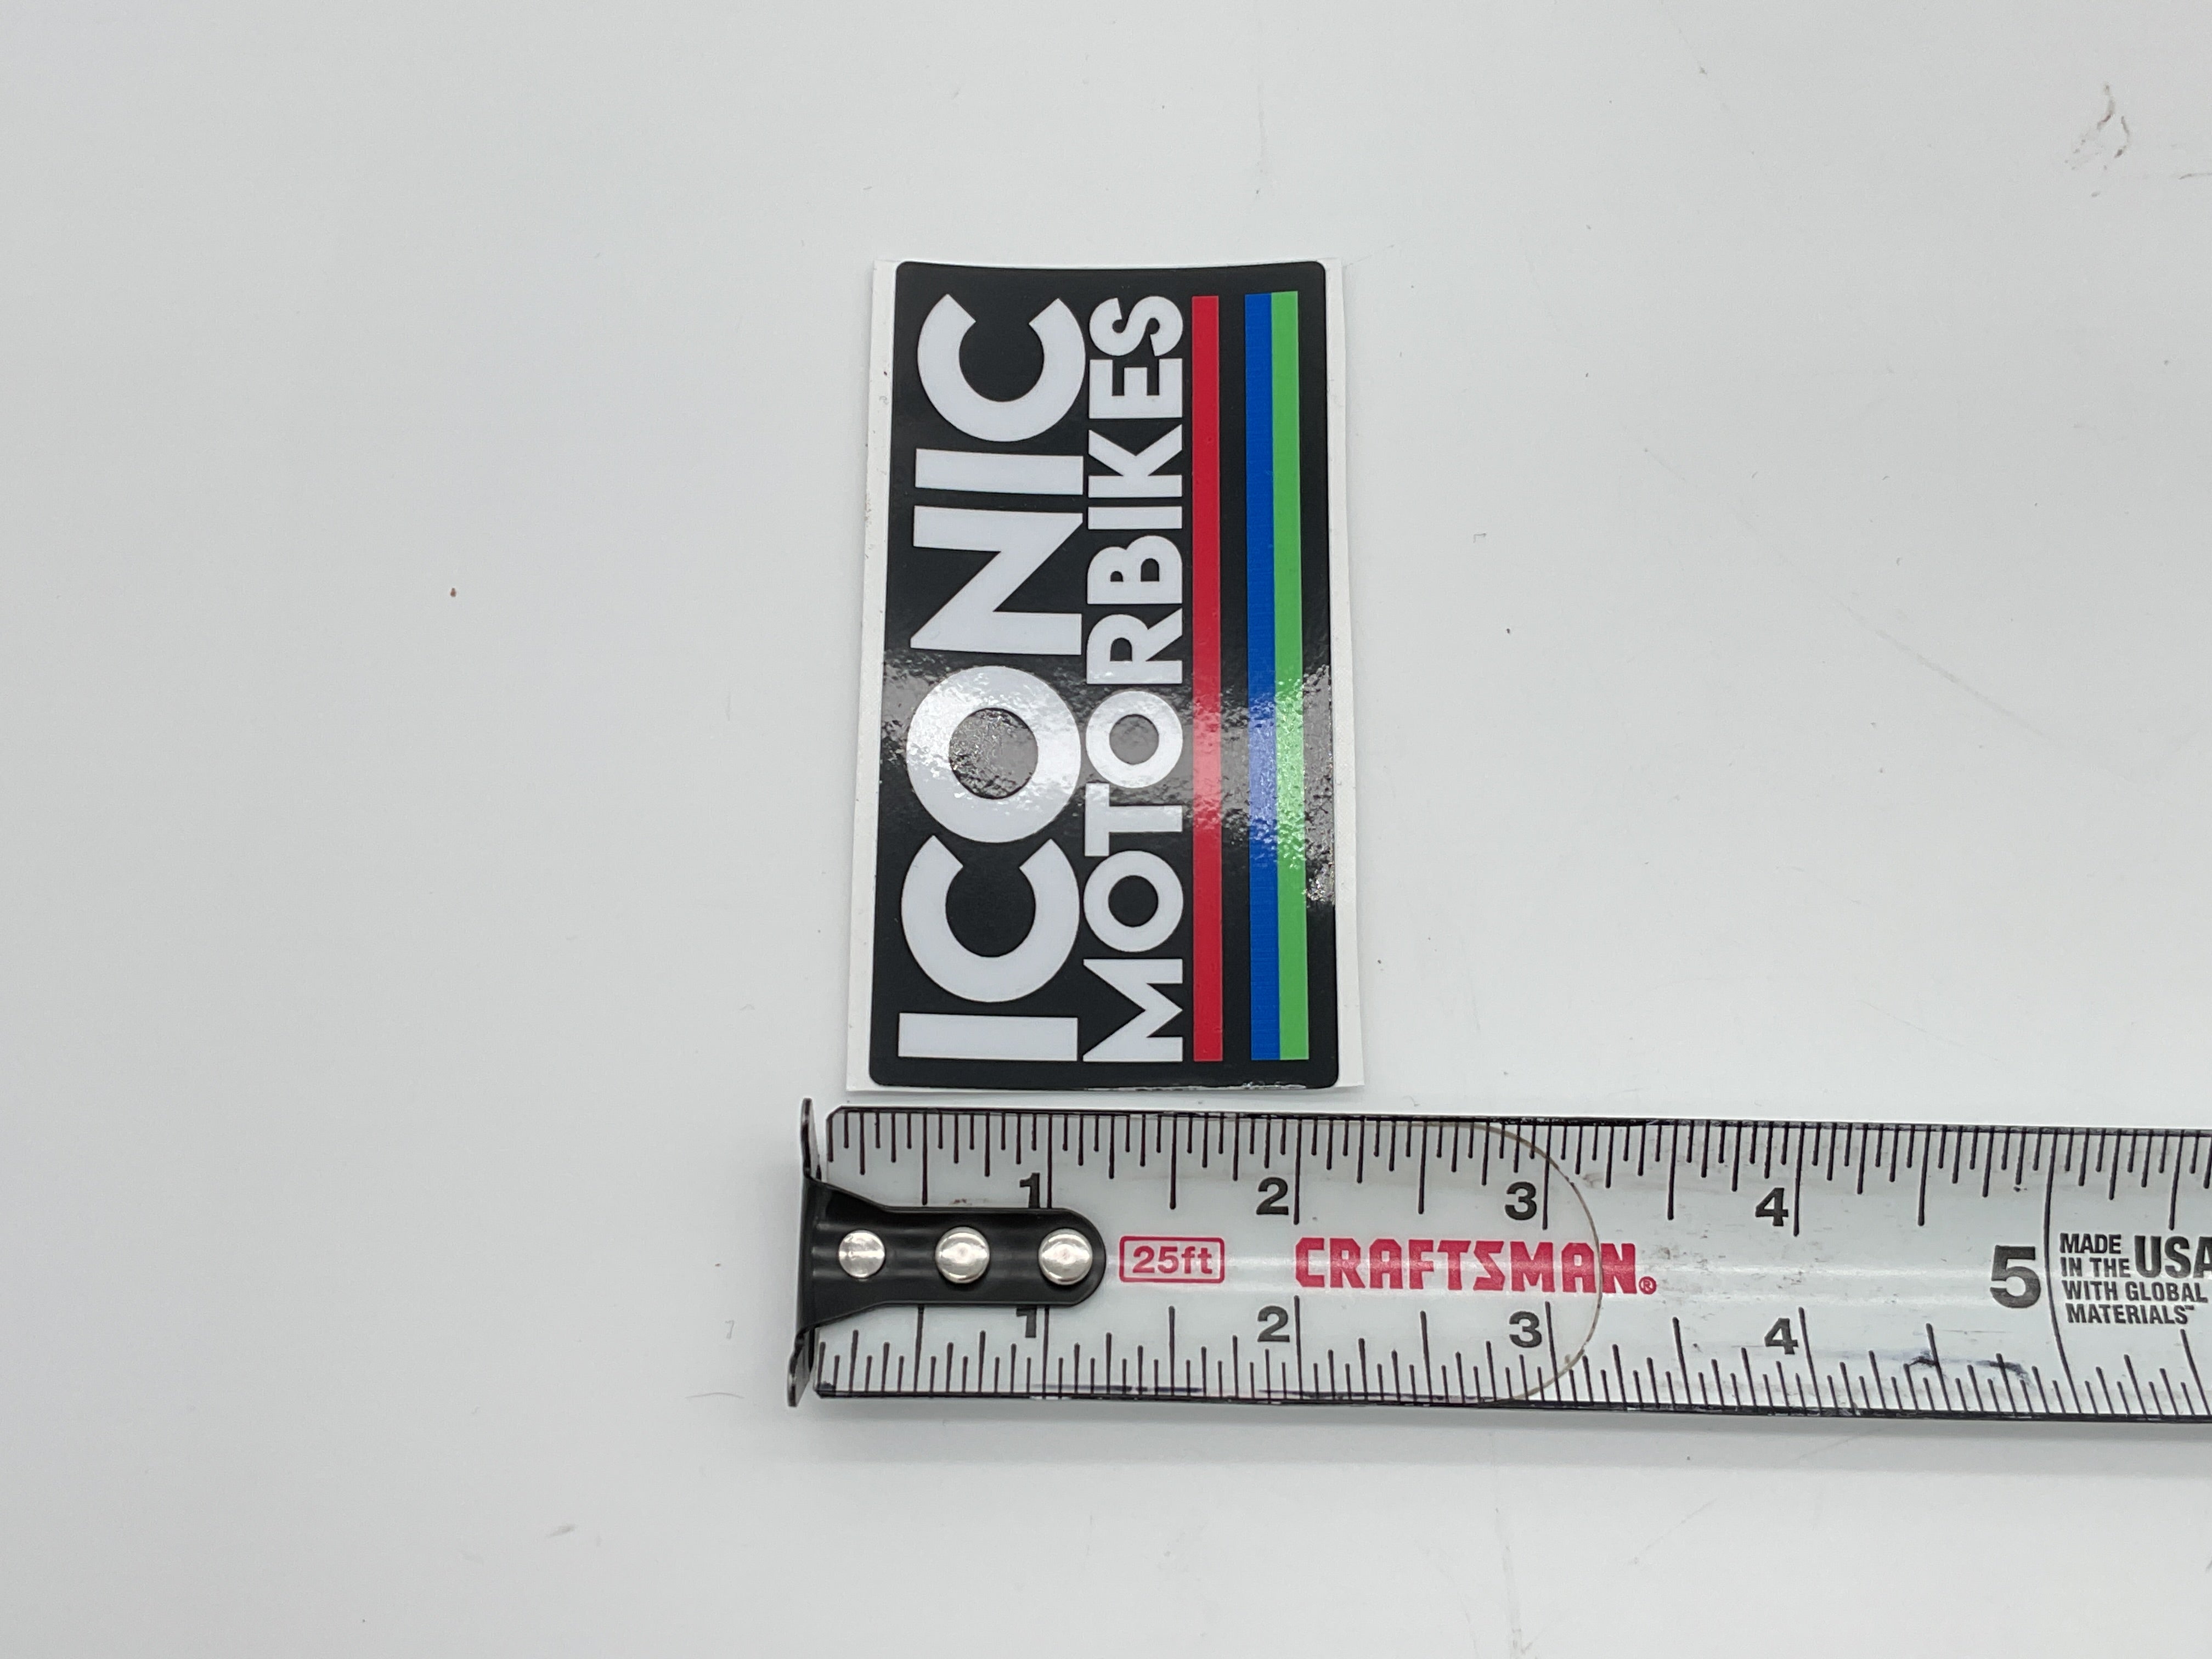 ICONIC
MOTORBIKES
1 2 3 4
25ft CRAFTSMAN® 5 MADE
IN THE USA
WITH GLOBAL
MATERIALS™
1 2 3 4